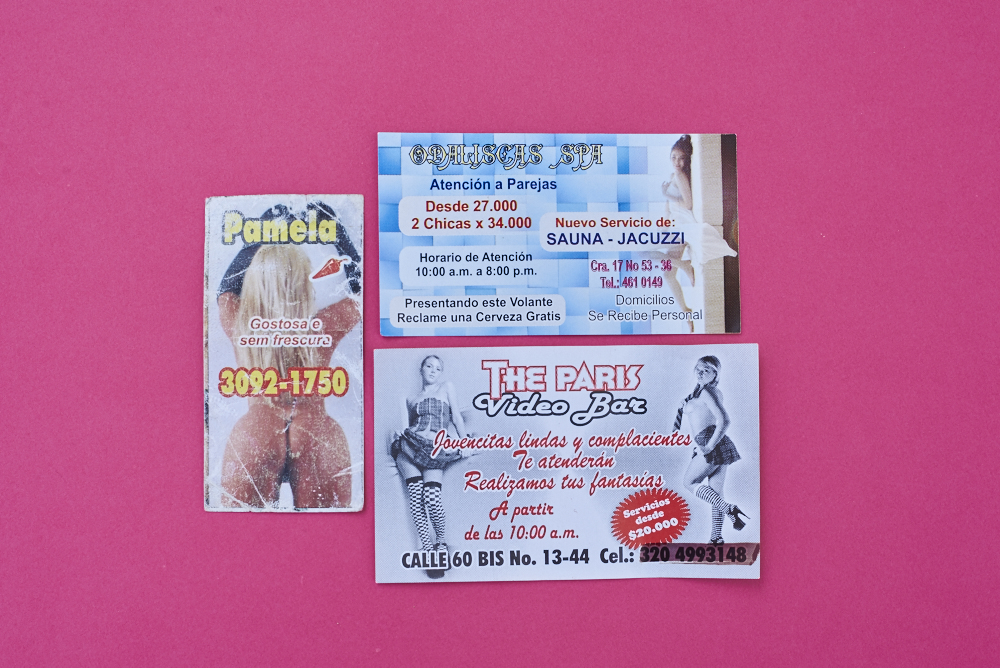 Pamela
Gostosa e
sem frescura
3092-1750
ODALISCAS SPA
Atención a Parejas
Desde 27.000
2 Chicas x 34.000
Nuevo Servicio de:
SAUNA - JACUZZI
Horario de Atención
10:00 a.m. a 8:00 p.m.
Cra. 17 No 53 - 36
Tel.: 461 0149
Presentando este Volante
Reclame una Cerveza Gratis
Domicilios
Se Recibe Personal
THE PARIS
Video Bar
Jovencitas lindas y complacientes
Te atenderán
Realizamos tus fantasías
A partir
de las 10:00 a.m.
Servicios
desde
$20.000
CALLE 60 BIS No. 13-44 Cel.: 320 4993148